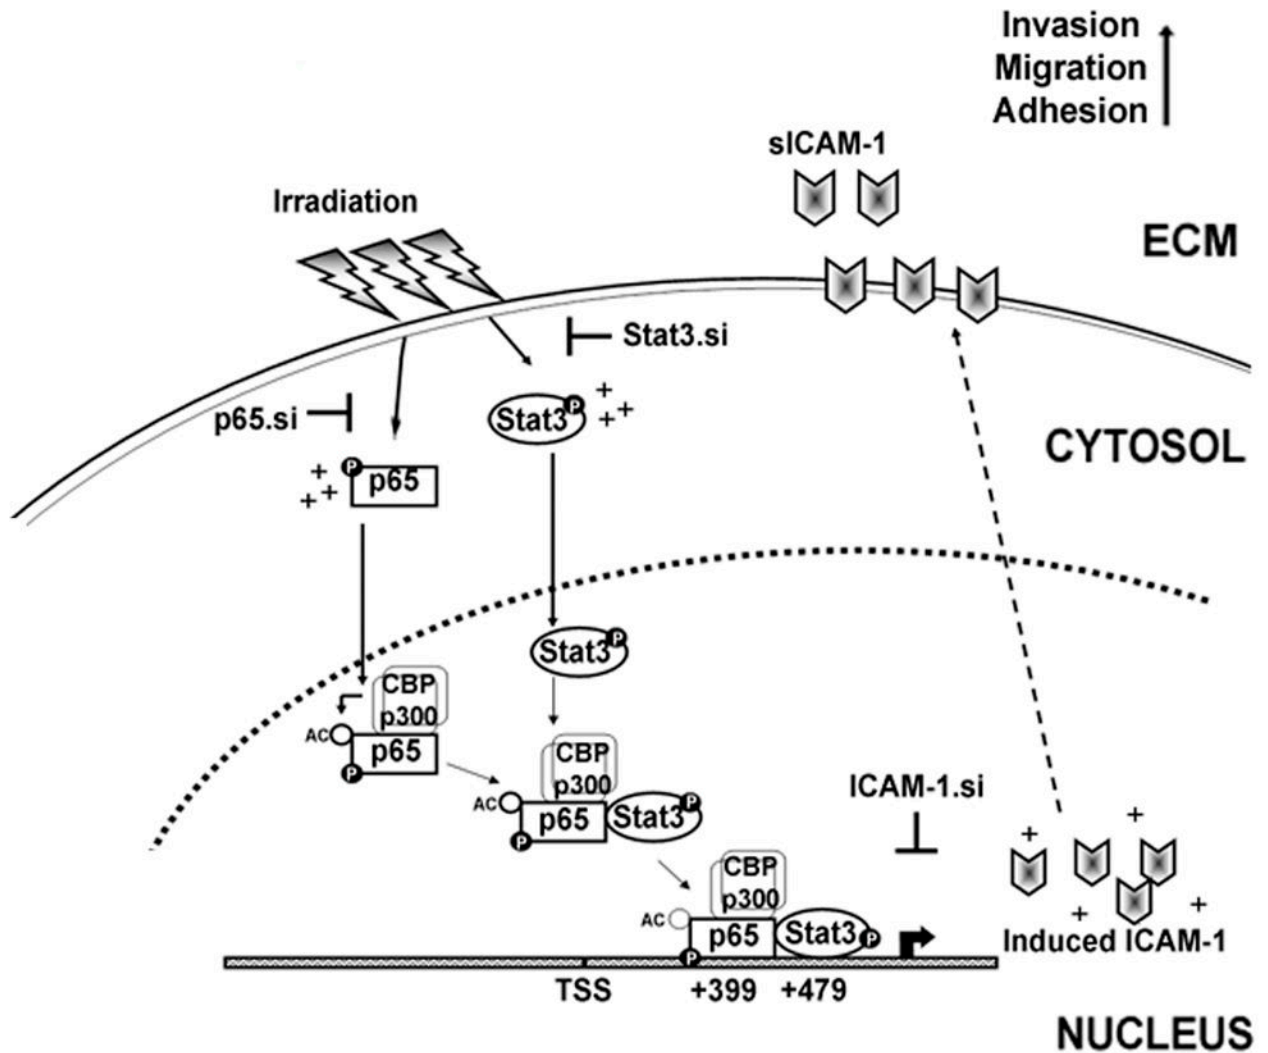 Invasion
Migration
Adhesion
sICAM-1
Irradiation
ECM
Stat3.si
p65.si
Stat3
P
+
+ +
CYTOSOL
P
p65
+
+ +
Stat3
P
CBP
p300
AC
p65
P
CBP
p300
AC
p65
Stat3
P
P
ICAM-1.si
CBP
p300
AC
p65
Stat3
P
P
+
+
+
+
Induced ICAM-1
TSS
+399
+479
NUCLEUS